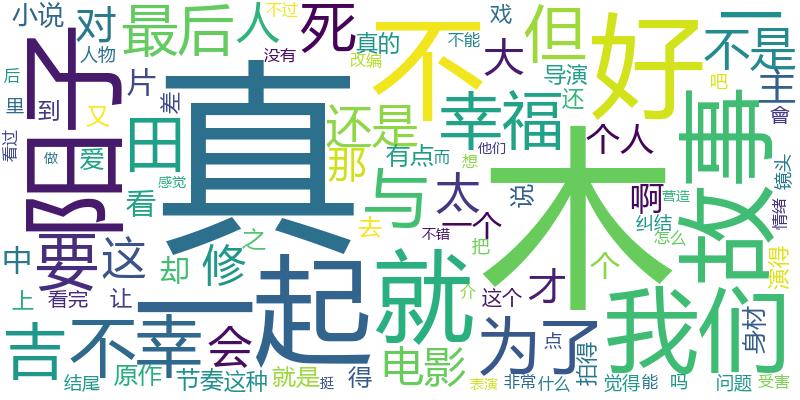 小说 对 最后 人 死 不 但 好 一 不是
人物 没有 真的 不过 改编 不能 戏 大 导演 还 主
后 里 到 阳子 片 又 差 真 还是 幸福 木 吧 會
看过 做 爱 田 那 有点 而 他们 想 个人 故事 镜头
感觉 看 与 太 说 啊 营造 情绪
要 这 修 之 去 一个 不错 把 纠结 怎么
中 却 一起 就 才 个 我们 演得
上 看完 让 会 介 这个 为了 身材
吉 不幸 电影 点 拍得
结尾 原作 节奏 这种 就是 挺 得 表演 非常 什么 觉得 能 吗 问题 受害